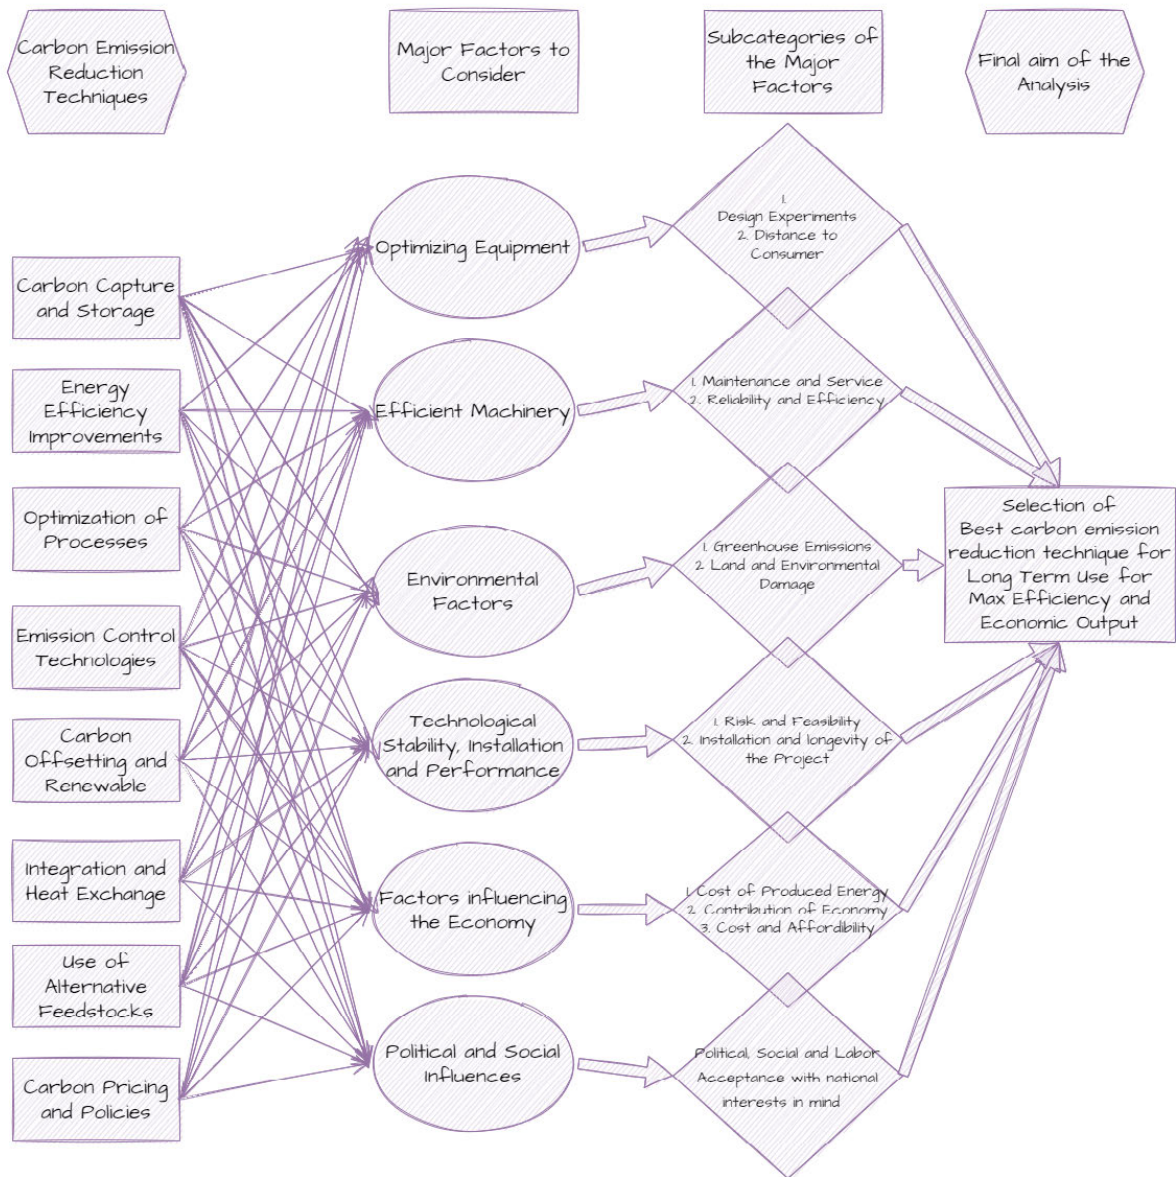 Carbon Emission
Reduction
Techniques
Major Factors to
Consider
Subcategories of
the Major
Factors
Final aim of the
Analysis
Carbon Capture
and Storage
Energy
Efficiency
Improvements
Optimization of
Processes
Emission Control
Technologies
Carbon
Offsetting and
Renewable
Integration and
Heat Exchange
Use of
Alternative
Feedstocks
Carbon Pricing
and Policies
Optimizing Equipment
Efficient Machinery
Environmental
Factors
Technological
Stability, Installation
and Performance
Factors influencing
the Economy
Political and Social
Influences
1.
Design Experiments
2. Distance to
Consumer
1. Maintenance and Service
2. Reliability and Efficiency
1. Greenhouse Emissions
2. Land and Environmental
Damage
1. Risk and Feasibility
2. Installation and longevity of
the Project
1. Cost of Produced Energy
2. Contribution of Economy
3. Cost and Affordibility
Political, Social and Labor
Acceptance with national
interests in mind
Selection of
Best carbon emission
reduction technique for
Long Term Use for
Max Efficiency and
Economic Output